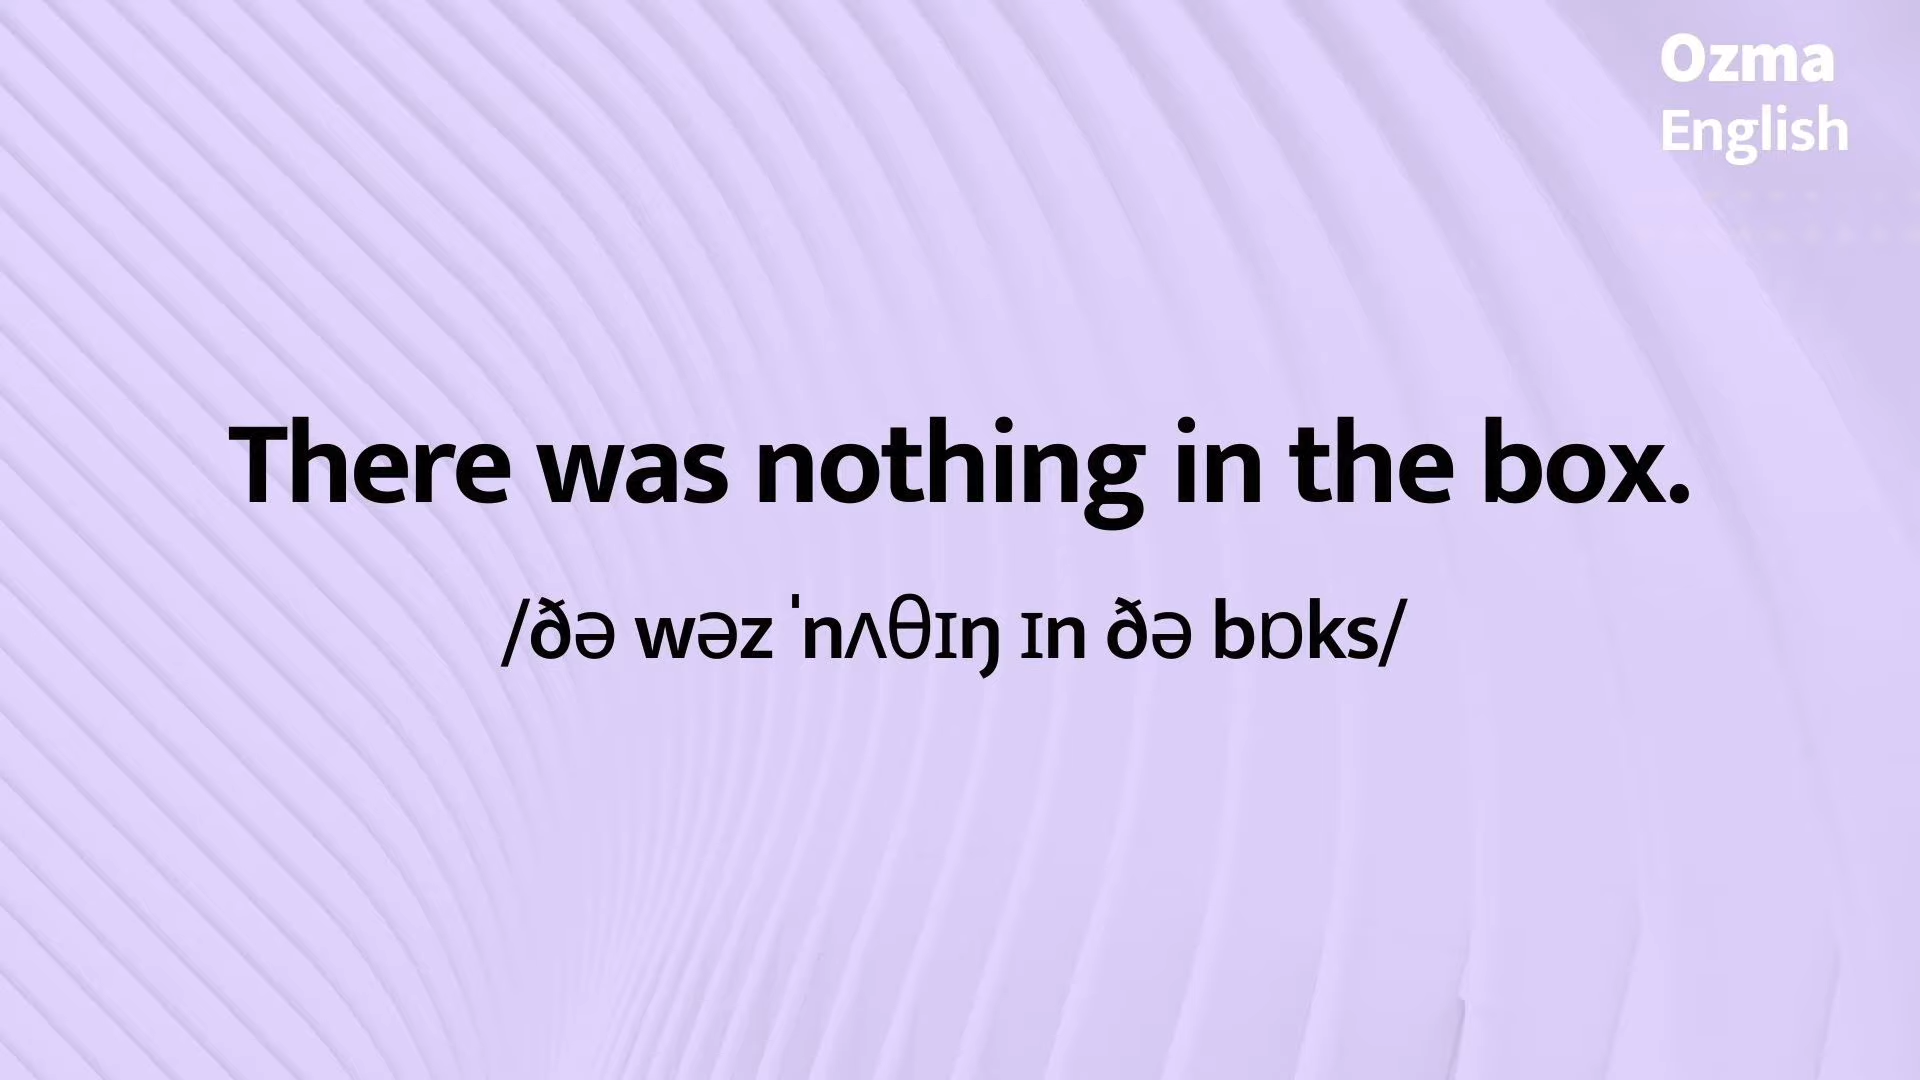 Ozma
English
There was nothing in the box.
/ðə wəz ˈnʌθɪŋ ɪn ðə bɒks/